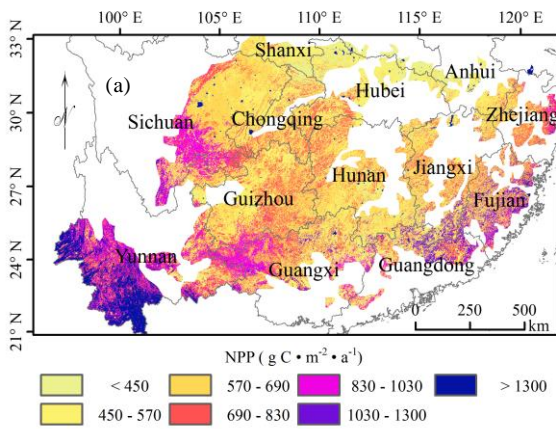 100° E 105° E 110° E 115° E 120° E
33° N
30° N
27° N
24° N
21° N
(a)
Shanxi
Anhui
Hubei
Zhejiang
Sichuan
Chongqing
Jiangxi
Hunan
Guizhou
Fujian
Yunnan
Guangxi
Guangdong
0 250 500
km
NPP ( g C • m⁻² • a⁻¹)
< 450 570 - 690 830 - 1030 > 1300
450 - 570 690 - 830 1030 - 1300